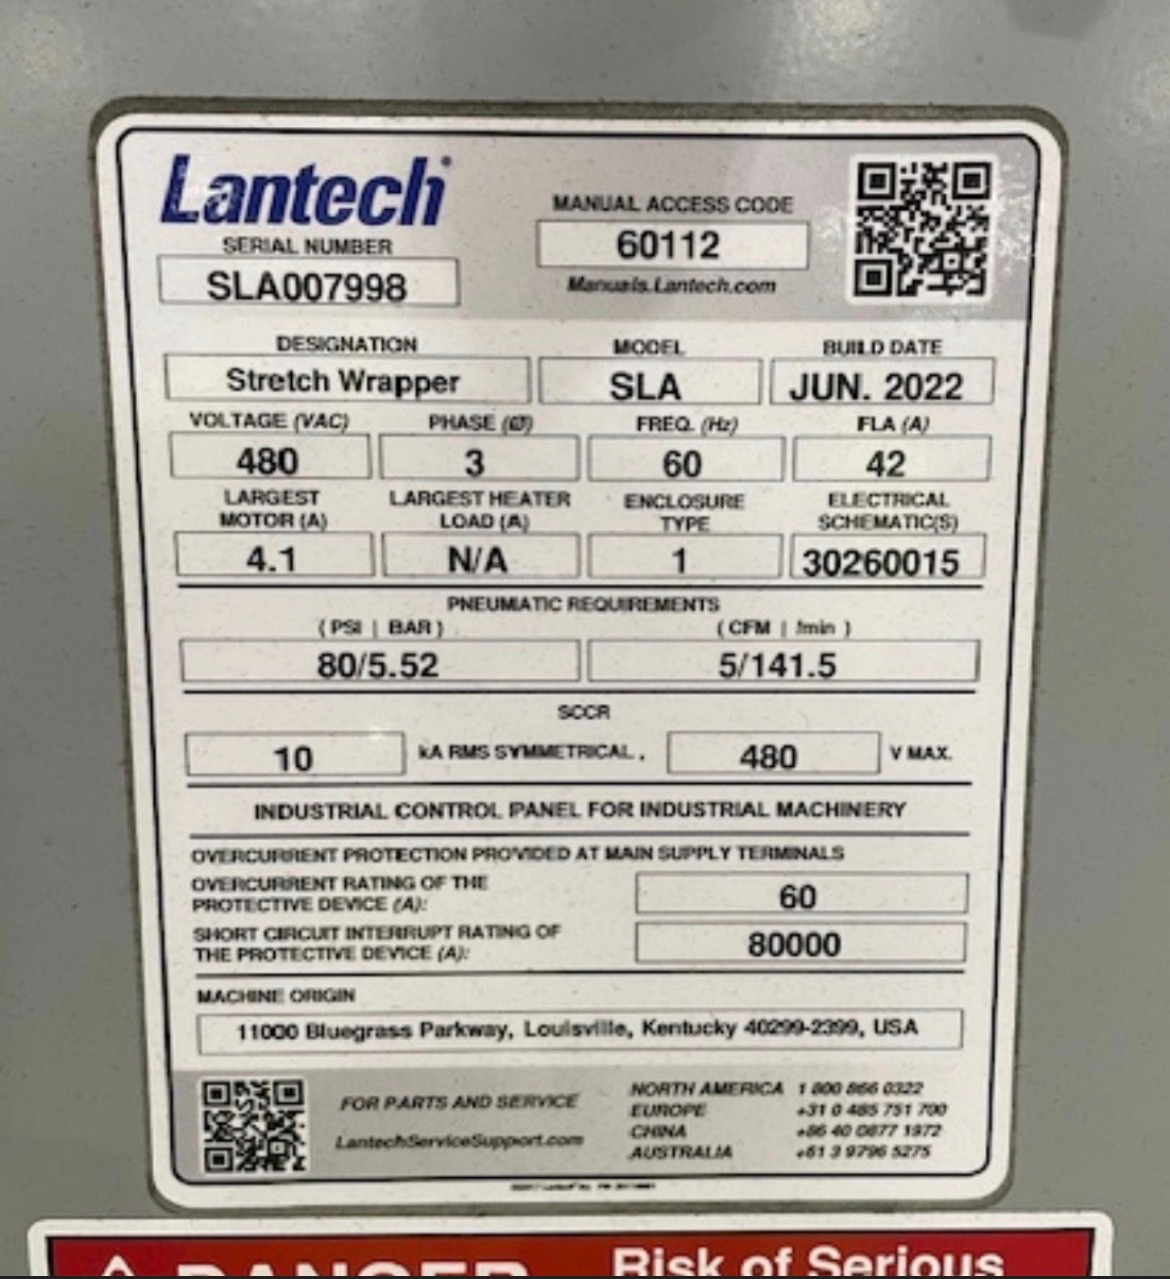 Lantech®
MANUAL ACCESS CODE
60112
Manuals.Lantech.com
SERIAL NUMBER
SLA007998
DESIGNATION MODEL BUILD DATE
Stretch Wrapper SLA JUN. 2022
VOLTAGE (VAC) PHASE (Ø) FREQ. (Hz) FLA (A)
480 3 60 42
LARGEST MOTOR (A) LARGEST HEATER LOAD (A) ENCLOSURE TYPE ELECTRICAL SCHEMATIC(S)
4.1 N/A 1 30260015
PNEUMATIC REQUIREMENTS
( PSI | BAR ) ( CFM | l/min )
80/5.52 5/141.5
SCCR
10 kA RMS SYMMETRICAL, 480 V MAX.
INDUSTRIAL CONTROL PANEL FOR INDUSTRIAL MACHINERY
OVERCURRENT PROTECTION PROVIDED AT MAIN SUPPLY TERMINALS
OVERCURRENT RATING OF THE
PROTECTIVE DEVICE (A): 60
SHORT CIRCUIT INTERRUPT RATING OF
THE PROTECTIVE DEVICE (A): 80000
MACHINE ORIGIN
11000 Bluegrass Parkway, Louisville, Kentucky 40299-2399, USA
FOR PARTS AND SERVICE
LantechServiceSupport.com
NORTH AMERICA 1 800 866 0322
EUROPE +31 0 485 751 700
CHINA +86 40 0877 1972
AUSTRALIA +61 3 9796 5275
DANGER Risk of Serious